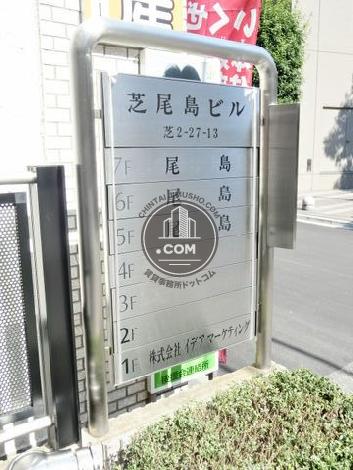 芝尾島ビル
芝2-27-13
7F 尾島
6F 尾島
5F 尾島
4F
3F
2F
1F 株式会社 イデア マーケティング
CHINTAI JIMUSHO.COM
.COM
賃貸事務所ドットコム